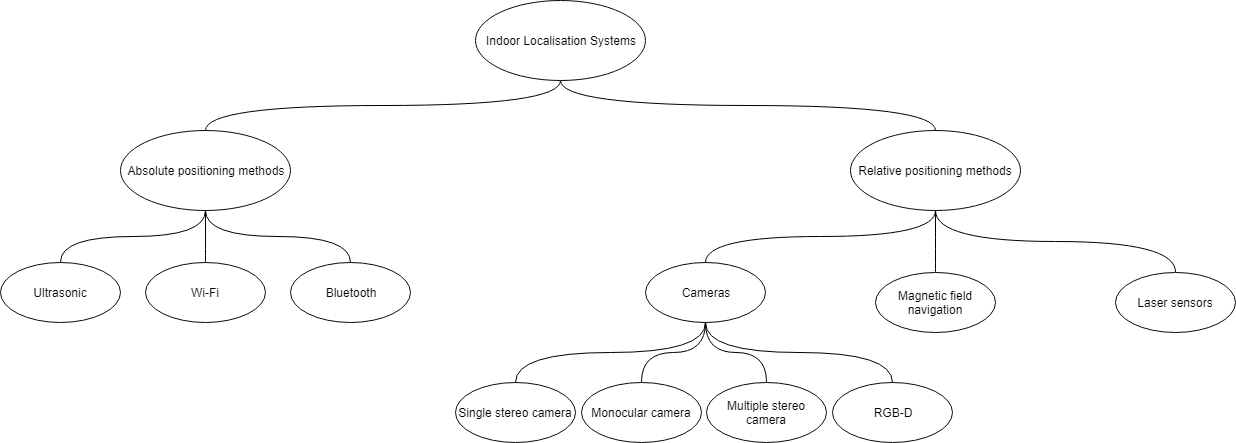 Indoor Localisation Systems
Absolute positioning methods
Relative positioning methods
Ultrasonic
Wi-Fi
Bluetooth
Cameras
Magnetic field
navigation
Laser sensors
Single stereo camera
Monocular camera
Multiple stereo
camera
RGB-D